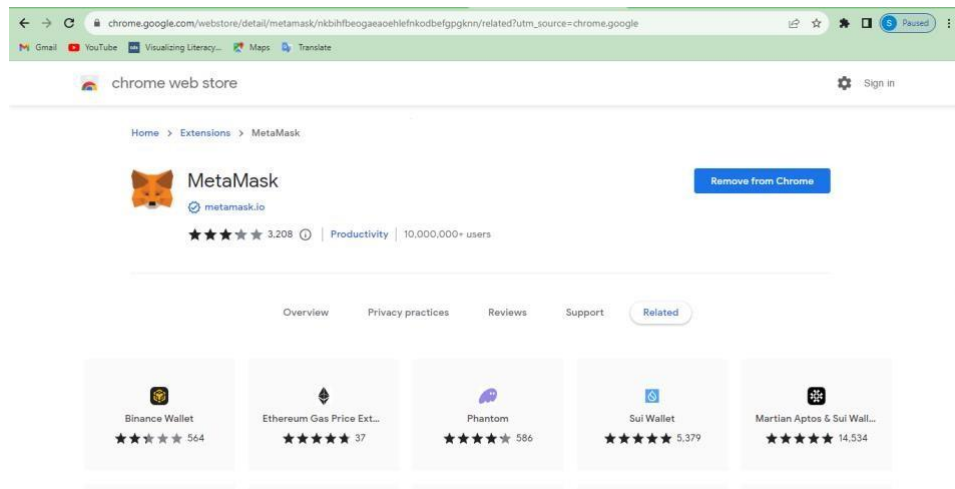 chrome.google.com/webstore/detail/metamask/nkbihfbeogaeaoehlefnkodbefgpgknn/related?utm_source=chrome.google
S Paused
Gmail YouTube Visualizing Literacy... Maps Translate
chrome web store Sign in
Home > Extensions > MetaMask
MetaMask
Remove from Chrome
metamask.io
3,208 Productivity 10,000,000+ users
Overview Privacy practices Reviews Support Related
Binance Wallet Ethereum Gas Price Ext... Phantom Sui Wallet Martian Aptos & Sui Wall...
564 37 586 5,379 14,534